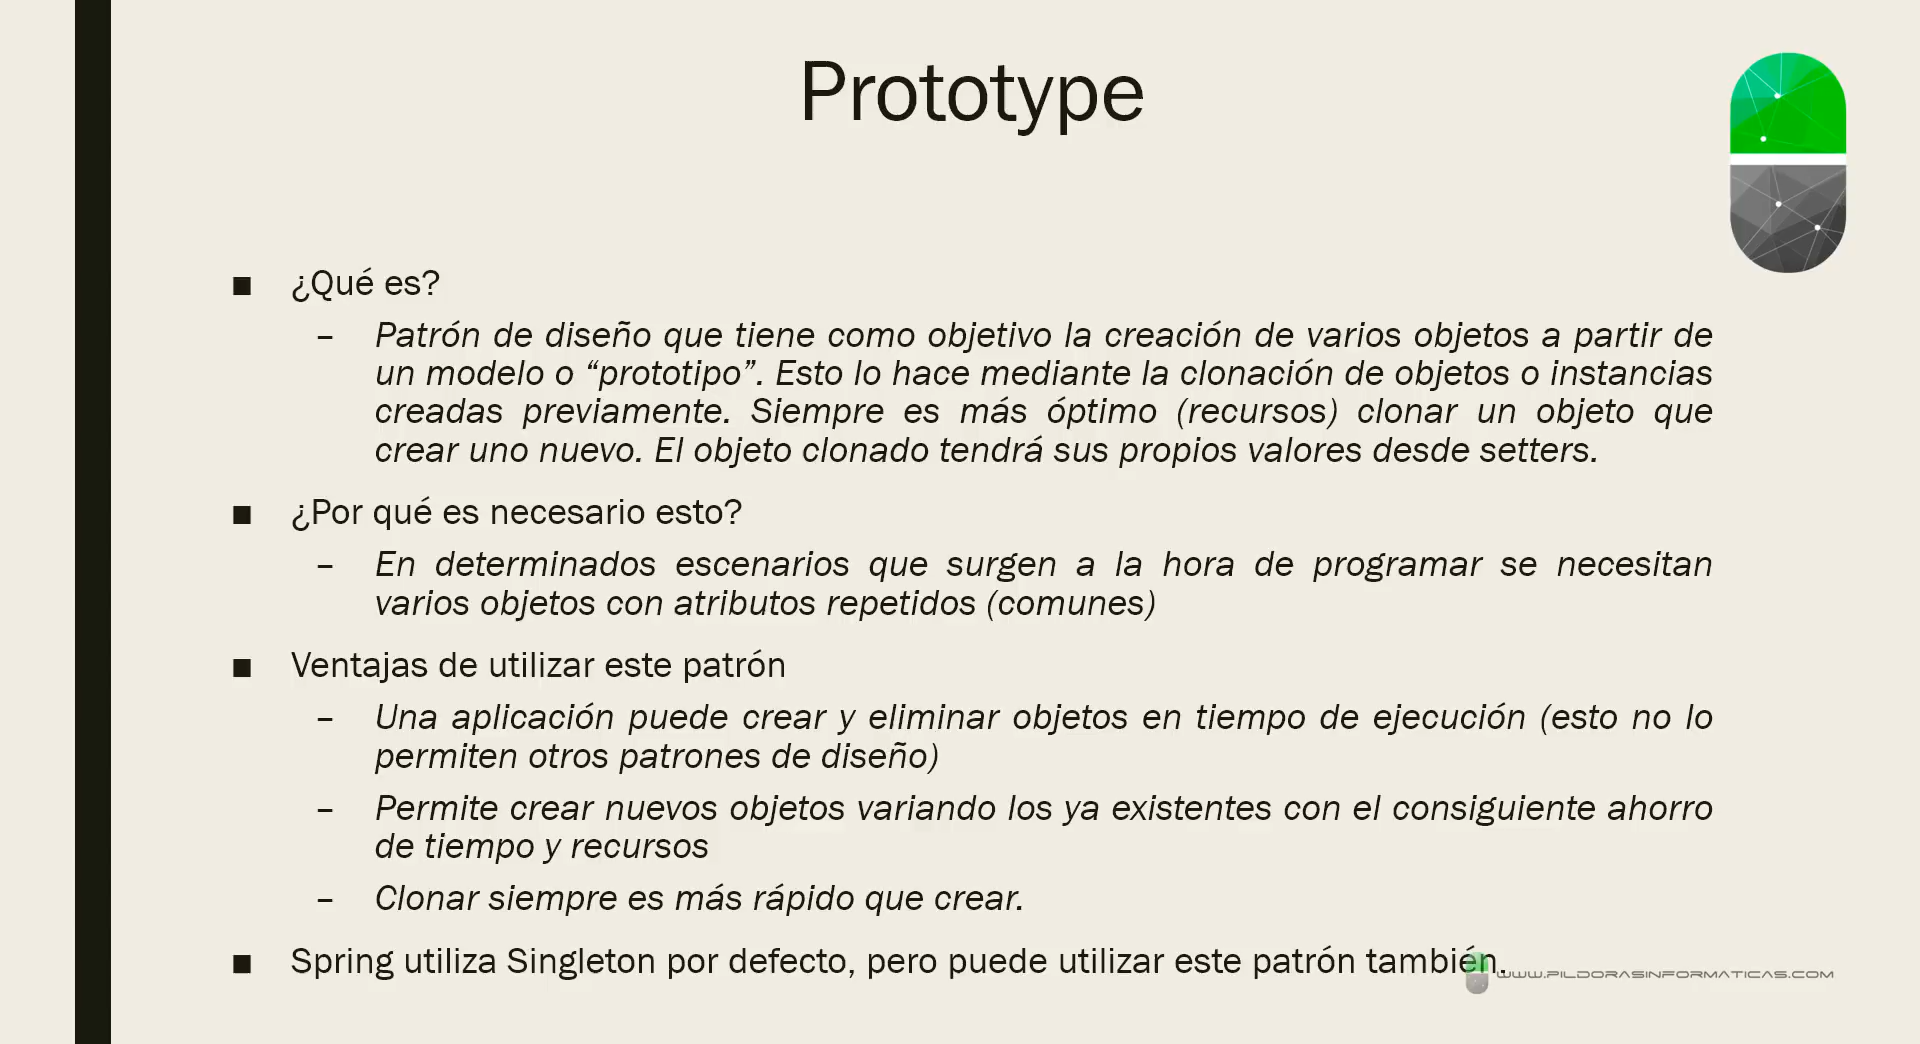 Prototype
¿Qué es?
Patrón de diseño que tiene como objetivo la creación de varios objetos a partir de
un modelo o “prototipo”. Esto lo hace mediante la clonación de objetos o instancias
creadas previamente. Siempre es más óptimo (recursos) clonar un objeto que
crear uno nuevo. El objeto clonado tendrá sus propios valores desde setters.
¿Por qué es necesario esto?
En determinados escenarios que surgen a la hora de programar se necesitan
varios objetos con atributos repetidos (comunes)
Ventajas de utilizar este patrón
Una aplicación puede crear y eliminar objetos en tiempo de ejecución (esto no lo
permiten otros patrones de diseño)
Permite crear nuevos objetos variando los ya existentes con el consiguiente ahorro
de tiempo y recursos
Clonar siempre es más rápido que crear.
Spring utiliza Singleton por defecto, pero puede utilizar este patrón también.
WWW.PILDORASINFORMATICAS.COM